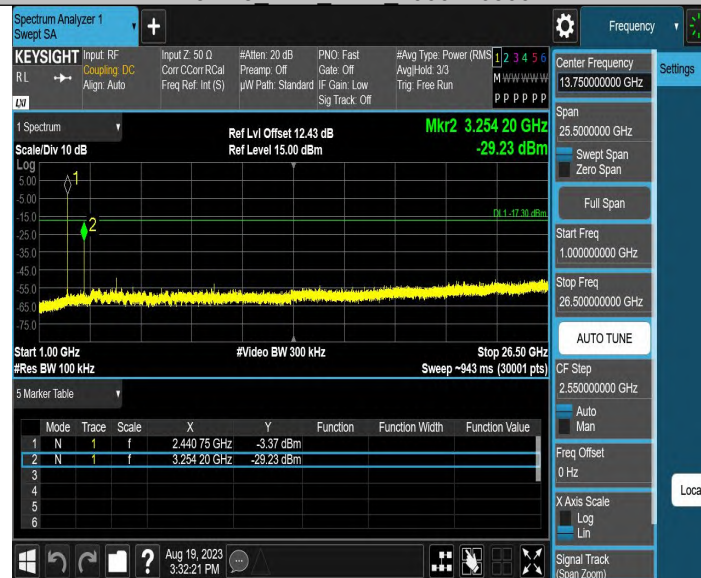 Spectrum Analyzer 1
Swept SA
Frequency
KEYSIGHT
RL
LXI
Input: RF
Coupling: DC
Align: Auto
Input Z: 50 Ω
Corr CCorr RCal
Freq Ref: Int (S)
#Atten: 20 dB
Preamp: Off
µW Path: Standard
PNO: Fast
Gate: Off
IF Gain: Low
Sig Track: Off
#Avg Type: Power (RMS
Avg|Hold: 3/3
Trig: Free Run
1 2 3 4 5 6
M W W W W W
P P P P P P
1 Spectrum
Scale/Div 10 dB
Ref Lvl Offset 12.43 dB
Ref Level 15.00 dBm
Mkr2 3.254 20 GHz
-29.23 dBm
Log
5.00
-5.00
-15.0
-25.0
-35.0
-45.0
-55.0
-65.0
-75.0
1
2
DL1 -17.30 dBm
Start 1.00 GHz
#Res BW 100 kHz
#Video BW 300 kHz
Stop 26.50 GHz
Sweep ~943 ms (30001 pts)
5 Marker Table
Mode Trace Scale X Y Function Function Width Function Value
1 N 1 f 2.440 75 GHz -3.37 dBm
2 N 1 f 3.254 20 GHz -29.23 dBm
3
4
5
6
Aug 19, 2023
3:32:21 PM
Center Frequency
13.750000000 GHz
Span
25.5000000 GHz
Swept Span
Zero Span
Full Span
Start Freq
1.000000000 GHz
Stop Freq
26.500000000 GHz
AUTO TUNE
CF Step
2.550000000 GHz
Auto
Man
Freq Offset
0 Hz
X Axis Scale
Log
Lin
Signal Track
(Span Zoom)
Settings
Loca